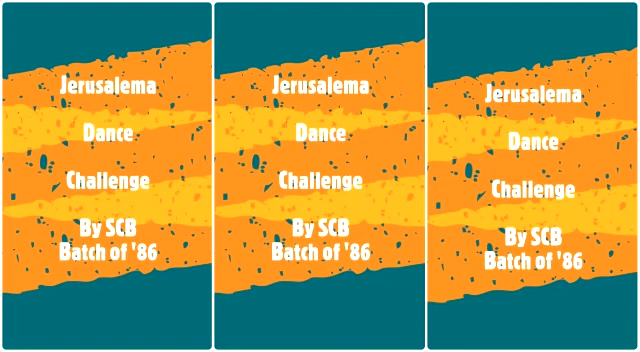 Jerusalema
Dance
Challenge
By SCB
Batch of '86
Jerusalema
Dance
Challenge
By SCB
Batch of '86
Jerusalema
Dance
Challenge
By SCB
Batch of '86